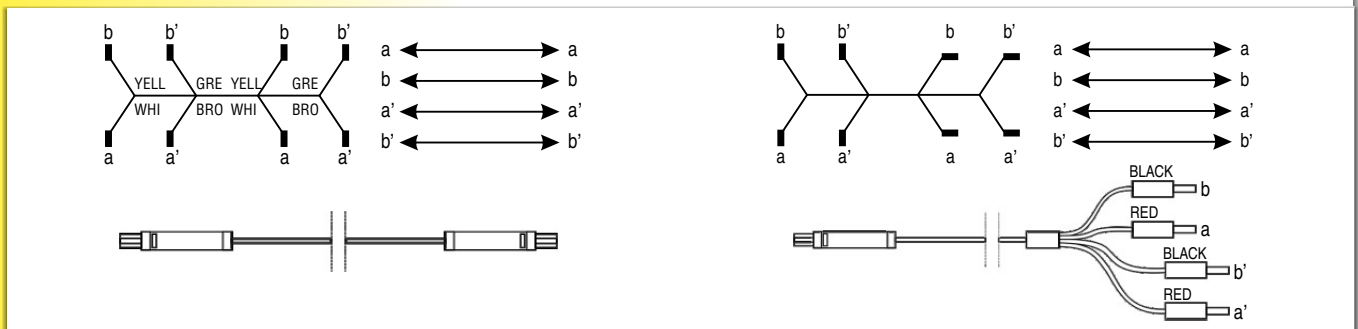 b b’ b b’
YELL GRE YELL GRE
WHI BRO WHI BRO
a a’ a a’
a a
b b
a’ a’
b’ b’
b b’ b b’
a a’ a a’
a a
b b
a’ a’
b’ b’
BLACK b
RED a
BLACK b’
RED a’